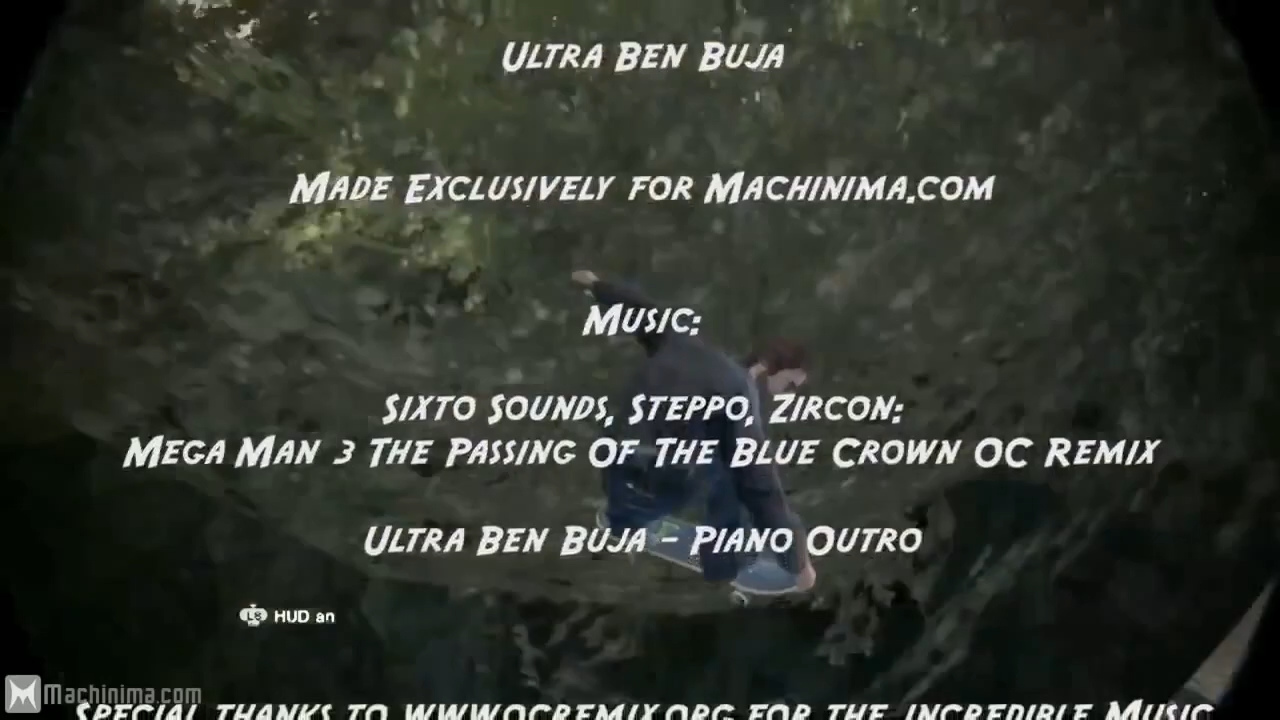 Ultra Ben Buja
Made Exclusively for Machinima.com
Music:
Sixto Sounds, Steppo, Zircon:
Mega Man 3 The Passing Of The Blue Crown OC Remix
Ultra Ben Buja - Piano Outro
LS HUD an
Machinima.com
Special thanks to www.ocremix.org for the incredible Music